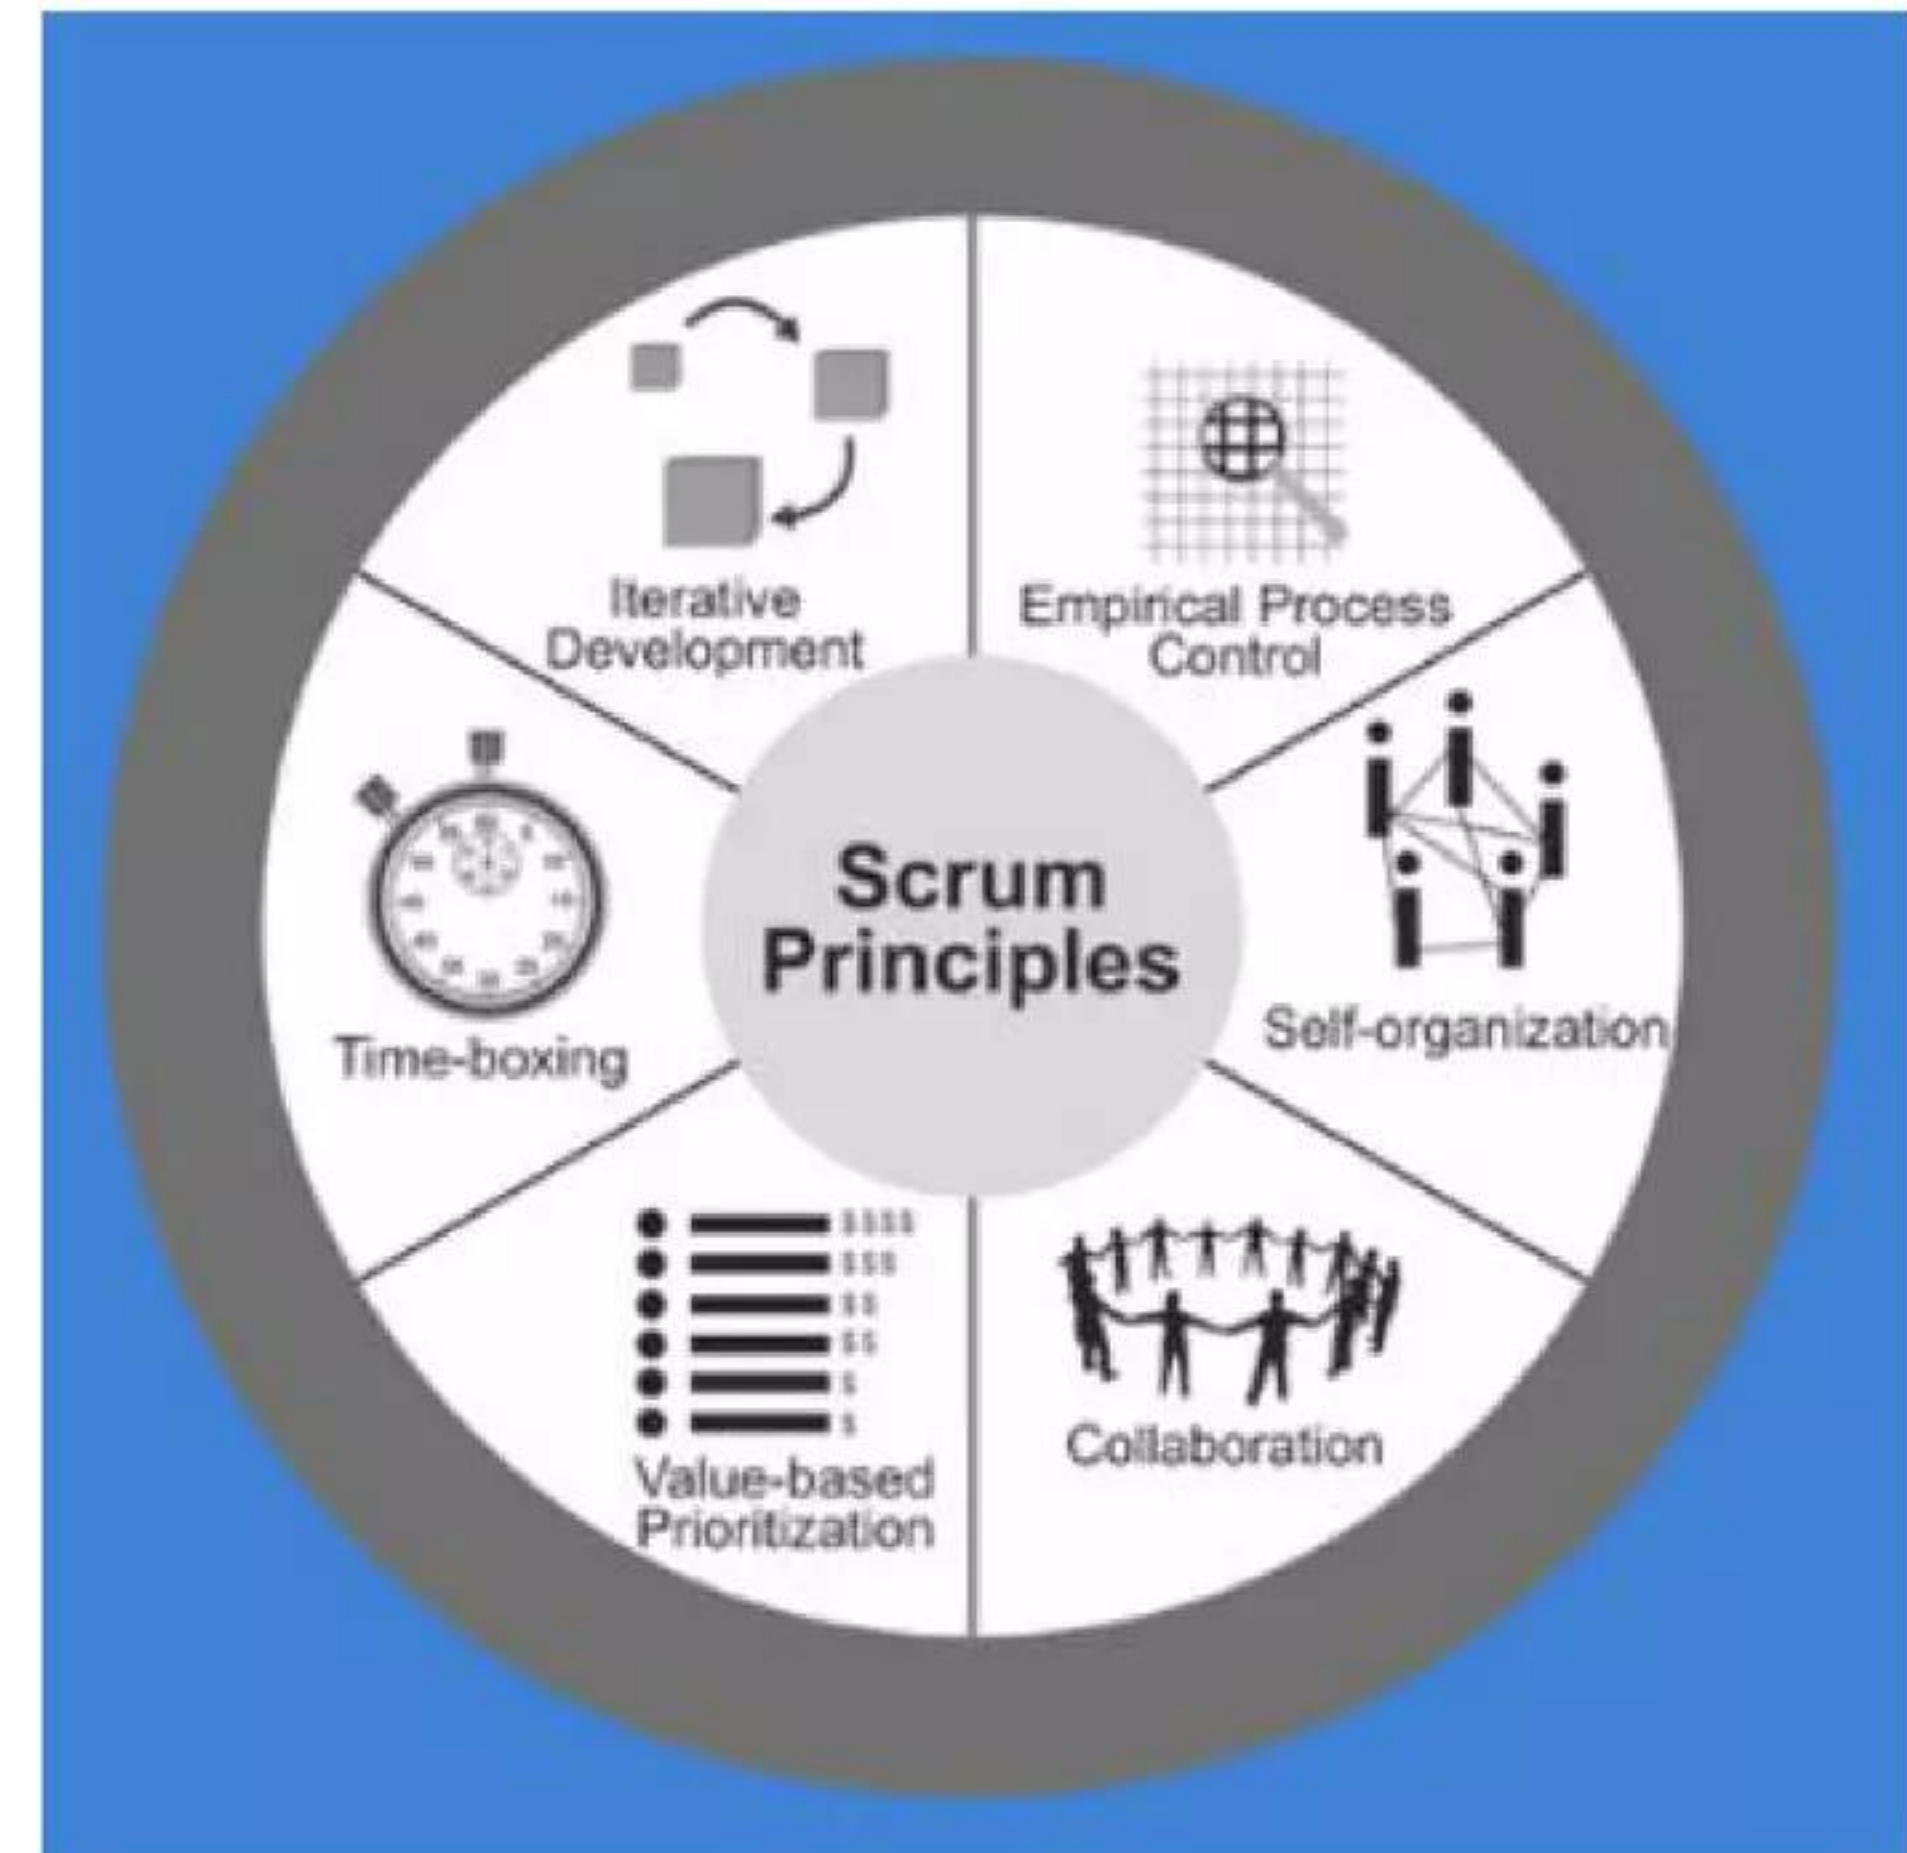 Iterative
Development
Empirical Process
Control
Time-boxing
Scrum
Principles
Self-organization
$$$$
$$$
$$
$$
$
$
Value-based
Prioritization
Collaboration